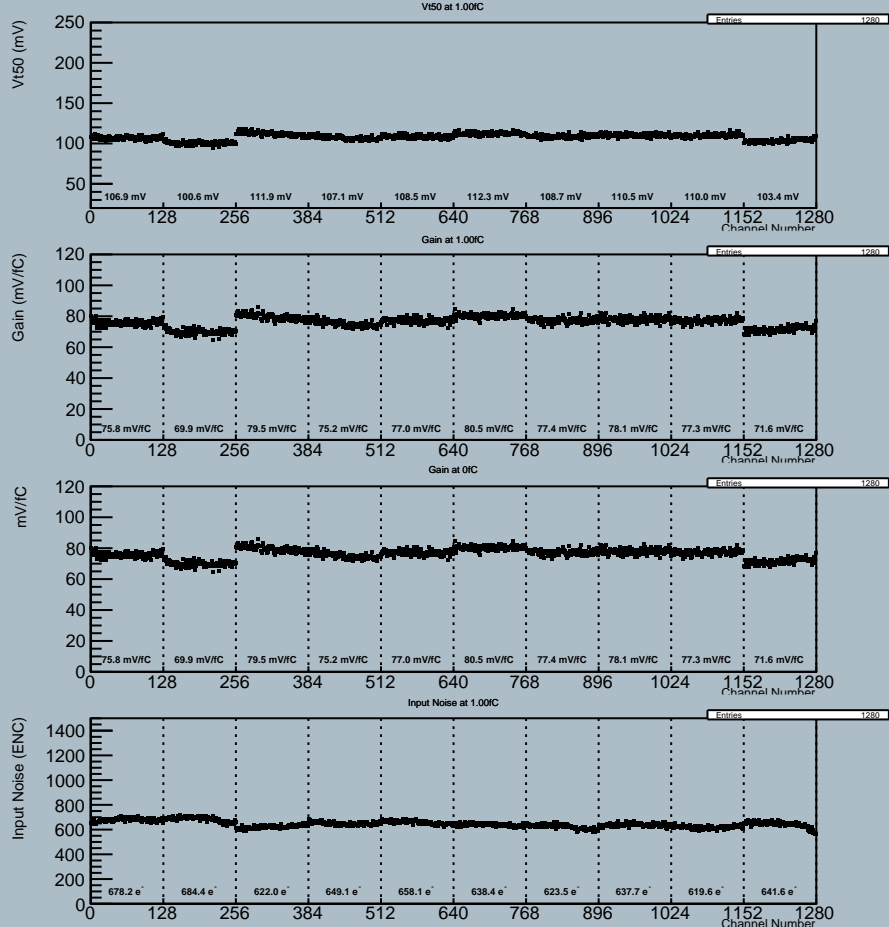 Vt50 at 1.00fC
Entries 1280
Vt50 (mV)
250
200
150
100
50
106.9 mV 100.6 mV 111.9 mV 107.1 mV 108.5 mV 112.3 mV 108.7 mV 110.5 mV 110.0 mV 103.4 mV
0 128 256 384 512 640 768 896 1024 1152 1280
Channel Number
Gain at 1.00fC
Entries 1280
Gain (mV/fC)
120
100
80
60
40
20
0
75.8 mV/fC 69.9 mV/fC 79.5 mV/fC 75.2 mV/fC 77.0 mV/fC 80.5 mV/fC 77.4 mV/fC 78.1 mV/fC 77.3 mV/fC 71.6 mV/fC
0 128 256 384 512 640 768 896 1024 1152 1280
Channel Number
Gain at 0fC
Entries 1280
mV/fC
120
100
80
60
40
20
0
75.8 mV/fC 69.9 mV/fC 79.5 mV/fC 75.2 mV/fC 77.0 mV/fC 80.5 mV/fC 77.4 mV/fC 78.1 mV/fC 77.3 mV/fC 71.6 mV/fC
0 128 256 384 512 640 768 896 1024 1152 1280
Channel Number
Input Noise at 1.00fC
Entries 1280
Input Noise (ENC)
1400
1200
1000
800
600
400
200
0
678.2 e⁻ 684.4 e⁻ 622.0 e⁻ 649.1 e⁻ 658.1 e⁻ 638.4 e⁻ 623.5 e⁻ 637.7 e⁻ 619.6 e⁻ 641.6 e⁻
0 128 256 384 512 640 768 896 1024 1152 1280
Channel Number